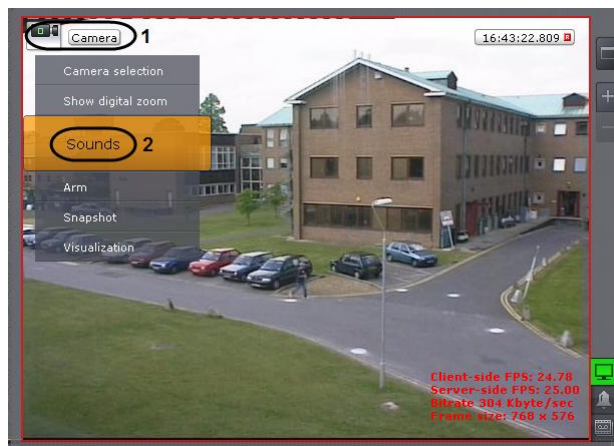 Camera 1 16:43:22.809 R
Camera selection
Show digital zoom
Sounds 2
Arm
Snapshot
Visualization
Client-side FPS: 24.78
Server-side FPS: 25.00
Bitrate 304 Kbyte/sec
Frame size: 768 x 576